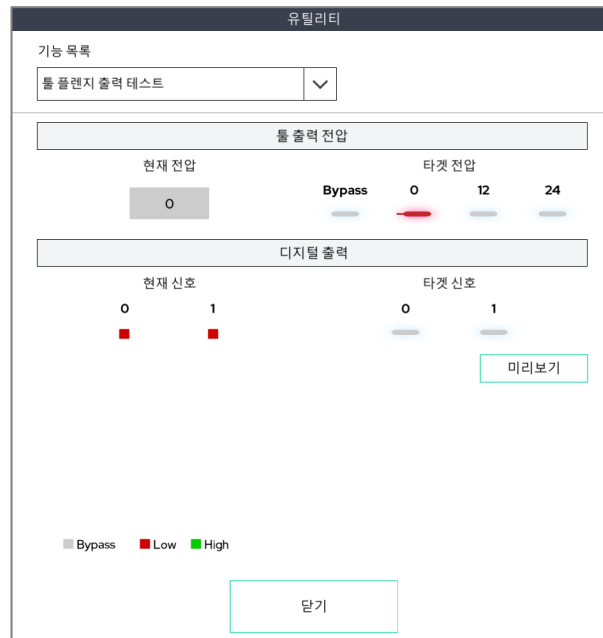 유틸리티
기능 목록
툴 플렌지 출력 테스트
툴 출력 전압
현재 전압 타겟 전압
Bypass 0 12 24
0
디지털 출력
현재 신호 타겟 신호
0 1 0 1
미리보기
Bypass Low High
닫기